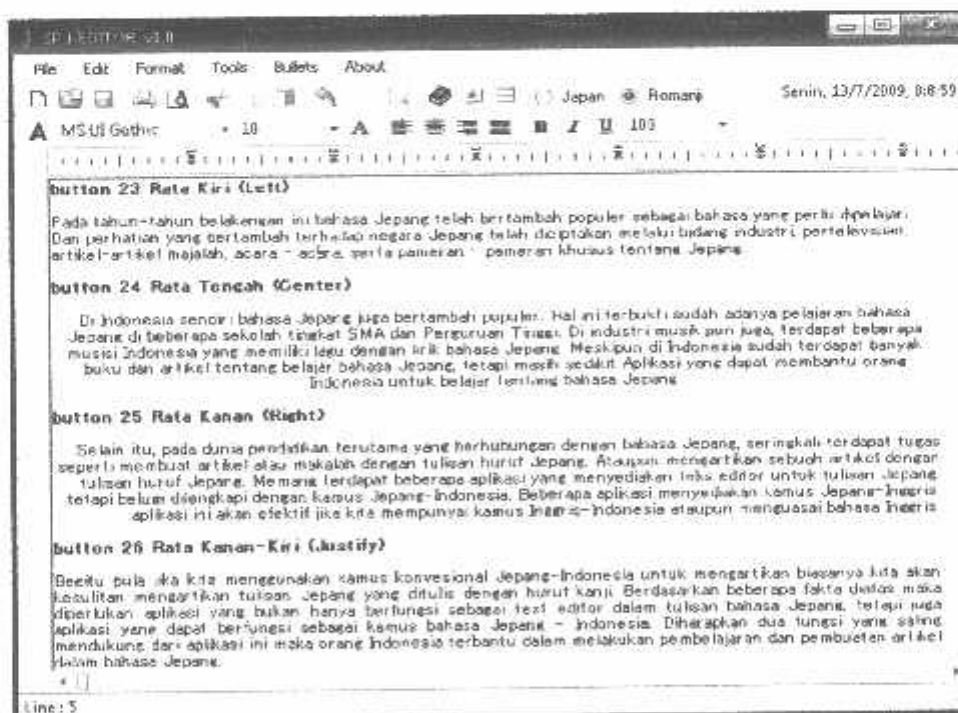 JP EDITOR v1.0
File Edit Format Tools Bullets About
Japan Romanji Senin, 13/7/2009, 8:8:59
A MS UI Gothic 10 A B I U 100
button 23 Rata Kiri (Left)
Pada tahun-tahun belakangan ini bahasa Jepang telah bertambah populer sebagai bahasa yang perlu dipelajari.
Dan perhatian yang bertambah terhadap negara Jepang telah diciptakan melalui bidang industri pertelevisian,
artikel-artikel majalah, acara - acara, serta pameran - pameran khusus tentang Jepang.
button 24 Rata Tengah (Center)
Di Indonesia senduri bahasa Jepang juga bertambah populer. Hal ini terbukti sudah adanya pelajaran bahasa
Jepang di beberapa sekolah tingkat SMA dan Perguruan Tinggi. Di industri musik pun juga, terdapat beberapa
musisi Indonesia yang memiliki lagu dengan lirik bahasa Jepang. Meskipun di Indonesia sudah terdapat banyak
buku dan artikel tentang belajar bahasa Jepang, tetapi masih sedikit Aplikasi yang dapat membantu orang
Indonesia untuk belajar tentang bahasa Jepang
button 25 Rata Kanan (Right)
Selain itu, pada dunia pendidikan terutama yang berhubungan dengan bahasa Jepang, seringkali terdapat tugas
seperti membuat artikel atau makalah dengan tulisan huruf Jepang. Ataupun mengartikan sebuah artikel dengan
tulisan huruf Jepang. Memang terdapat beberapa aplikasi yang menyediakan teks editor untuk tulisan Jepang
tetapi belum dilengkapi dengan kamus Jepang-Indonesia. Beberapa aplikasi menyediakan kamus Jepang-Inggris
aplikasi ini akan efektif jika kita mempunyai kamus Inggris-Indonesia ataupun menguasai bahasa Inggris
button 26 Rata Kanan-Kiri (Justify)
Begitu pula jika kita menggunakan kamus konvesional Jepang-Indonesia untuk mengartikan biasanya kita akan
kesulitan mengartikan tulisan Jepang yang ditulis dengan huruf kanji. Berdasarkan beberapa fakta diatas maka
diperlukan aplikasi yang bukan hanya berfungsi sebagai text editor dalam tulisan bahasa Jepang, tetapi juga
aplikasi yang dapat berfungsi sebagai kamus bahasa Jepang - Indonesia. Diharapkan dua fungsi yang saling
mendukung dari aplikasi ini maka orang Indonesia terbantu dalam melakukan pembelajaran dan pembuatan artikel
dalam bahasa Jepang.
Line : 5